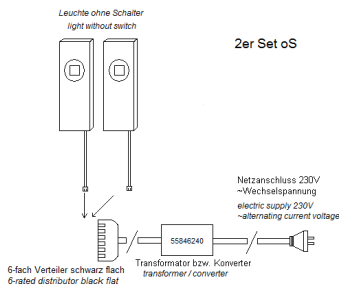 Leuchte ohne Schalter
light without switch
2er Set oS
Netzanschluss 230V
~Wechselspannung
electric supply 230V
~alternating current voltage
55846240
Transformator bzw. Konverter
transformer / converter
6-fach Verteiler schwarz flach
6-rated distributor black flat